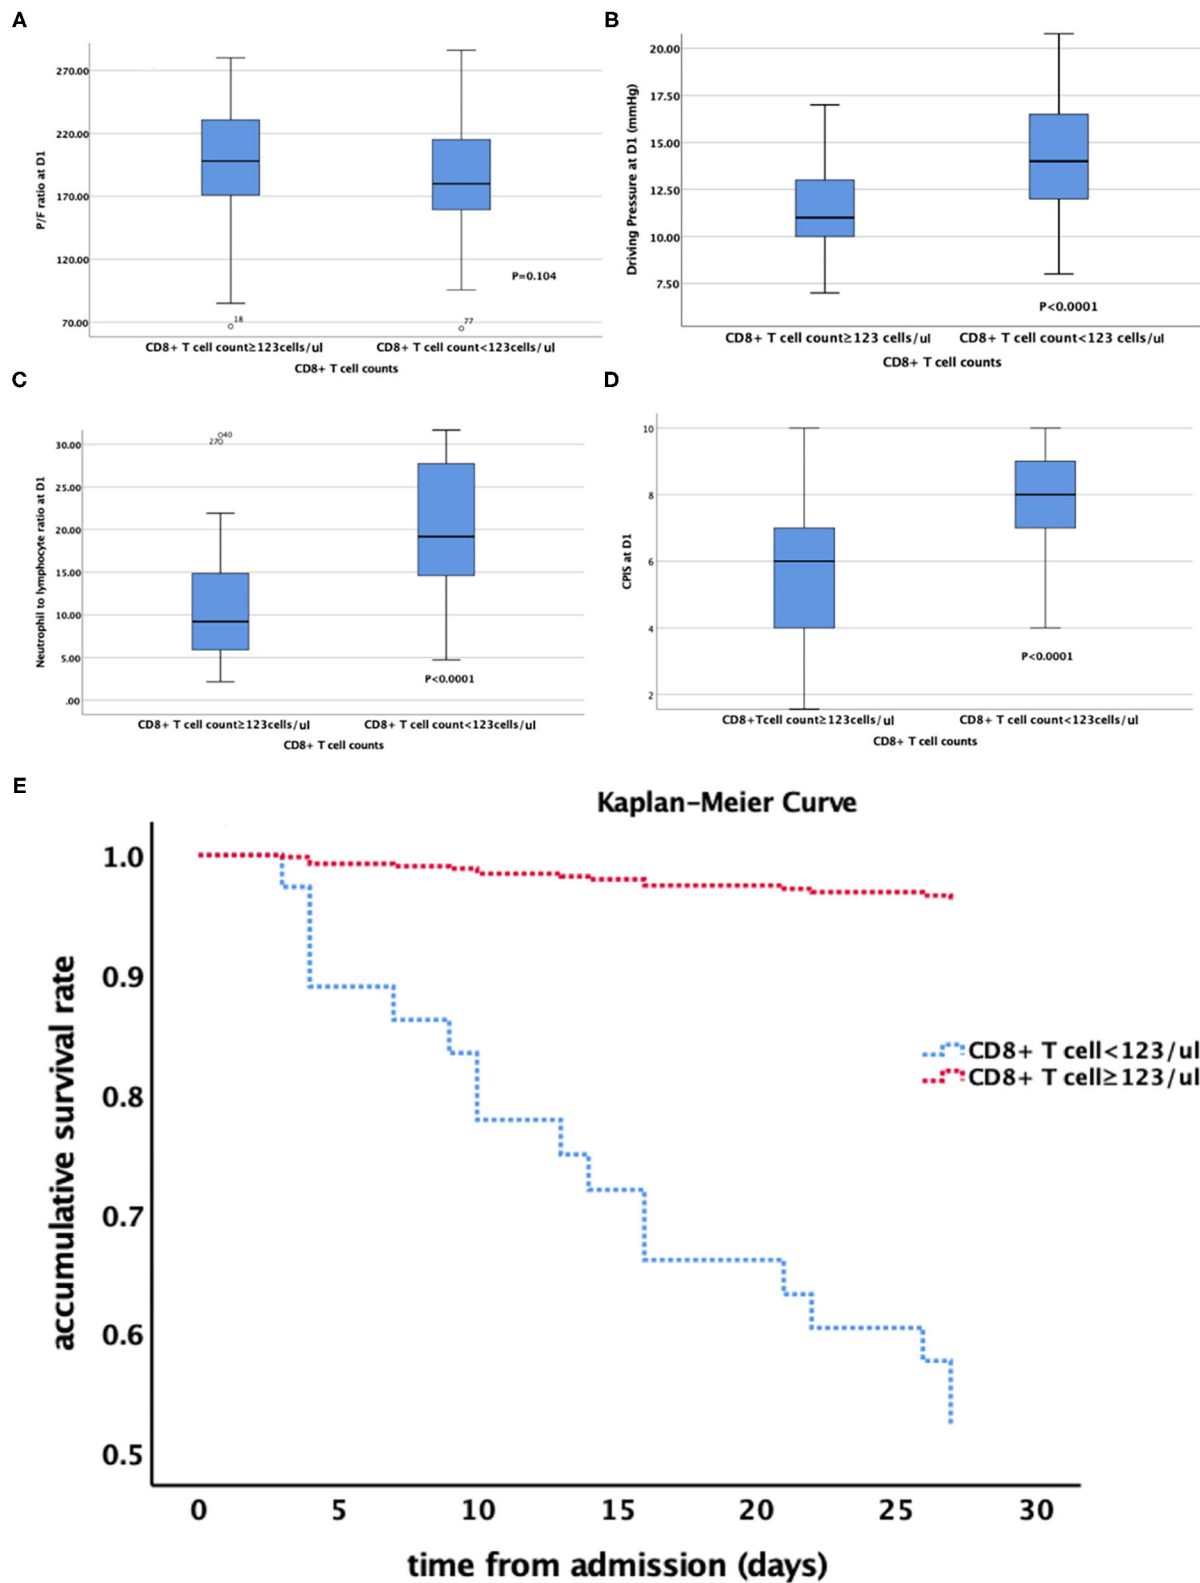 A
P/F ratio at D1
270.00
220.00
170.00
120.00
70.00
18
77
P=0.104
CD8+ T cell count≥123cells/ul
CD8+ T cell count<123cells/ul
CD8+ T cell counts
B
Driving Pressure at D1 (mmHg)
20.00
17.50
15.00
12.50
10.00
7.50
P<0.0001
CD8+ T cell count≥123 cells/ul
CD8+ T cell count<123 cells/ul
CD8+ T cell counts
C
Neutrophil to lymphocyte ratio at D1
30.00
25.00
20.00
15.00
10.00
5.00
.00
40
27
P<0.0001
CD8+ T cell count≥123cells/ul
CD8+ T cell count<123cells/ul
CD8+ T cell counts
D
CPIS at D1
10
8
6
4
2
P<0.0001
CD8+Tcell count≥123cells/ul
CD8+ T cell count<123cells/ul
CD8+ T cell counts
E
Kaplan-Meier Curve
accumulative survival rate
1.0
0.9
0.8
0.7
0.6
0.5
CD8+ T cell<123/ul
CD8+ T cell≥123/ul
0 5 10 15 20 25 30
time from admission (days)